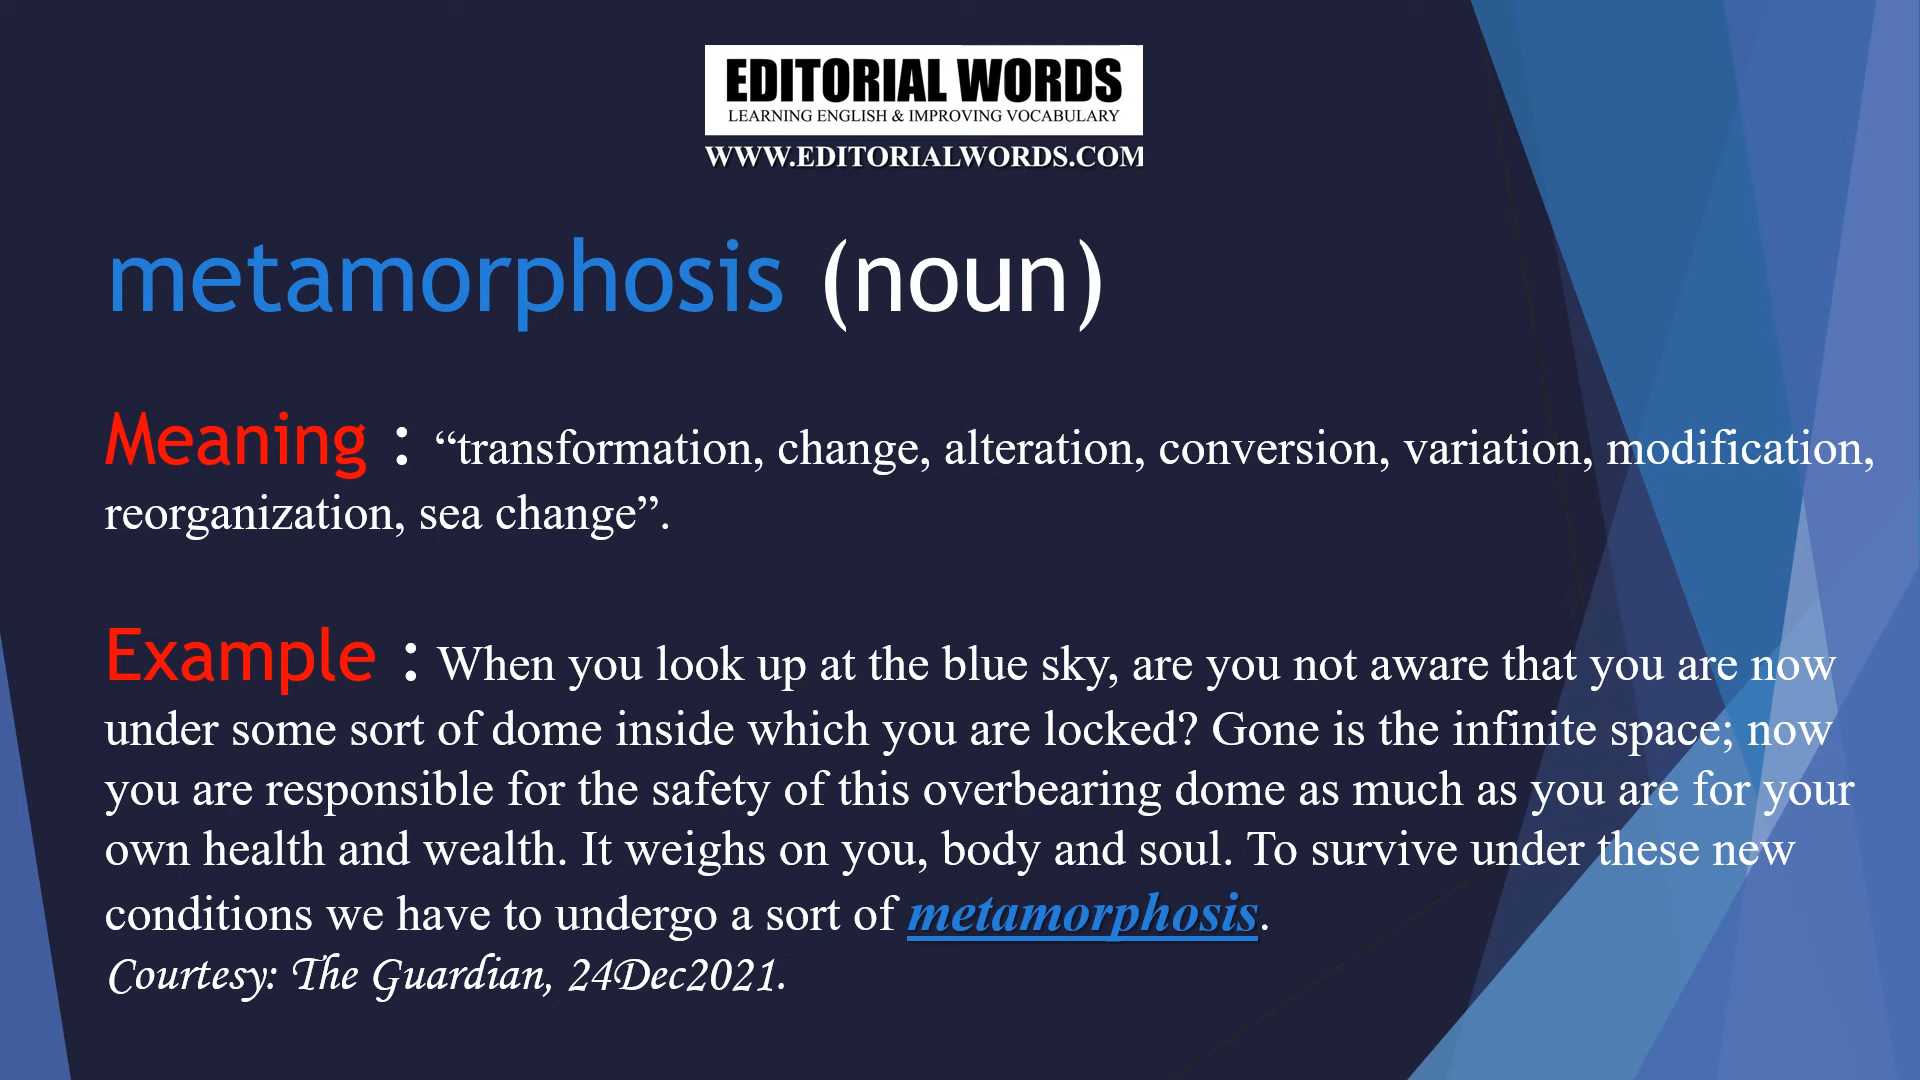 EDITORIAL WORDS
LEARNING ENGLISH & IMPROVING VOCABULARY
WWW.EDITORIALWORDS.COM
metamorphosis (noun)
Meaning : “transformation, change, alteration, conversion, variation, modification,
reorganization, sea change”.
Example : When you look up at the blue sky, are you not aware that you are now
under some sort of dome inside which you are locked? Gone is the infinite space; now
you are responsible for the safety of this overbearing dome as much as you are for your
own health and wealth. It weighs on you, body and soul. To survive under these new
conditions we have to undergo a sort of metamorphosis.
Courtesy: The Guardian, 24Dec2021.